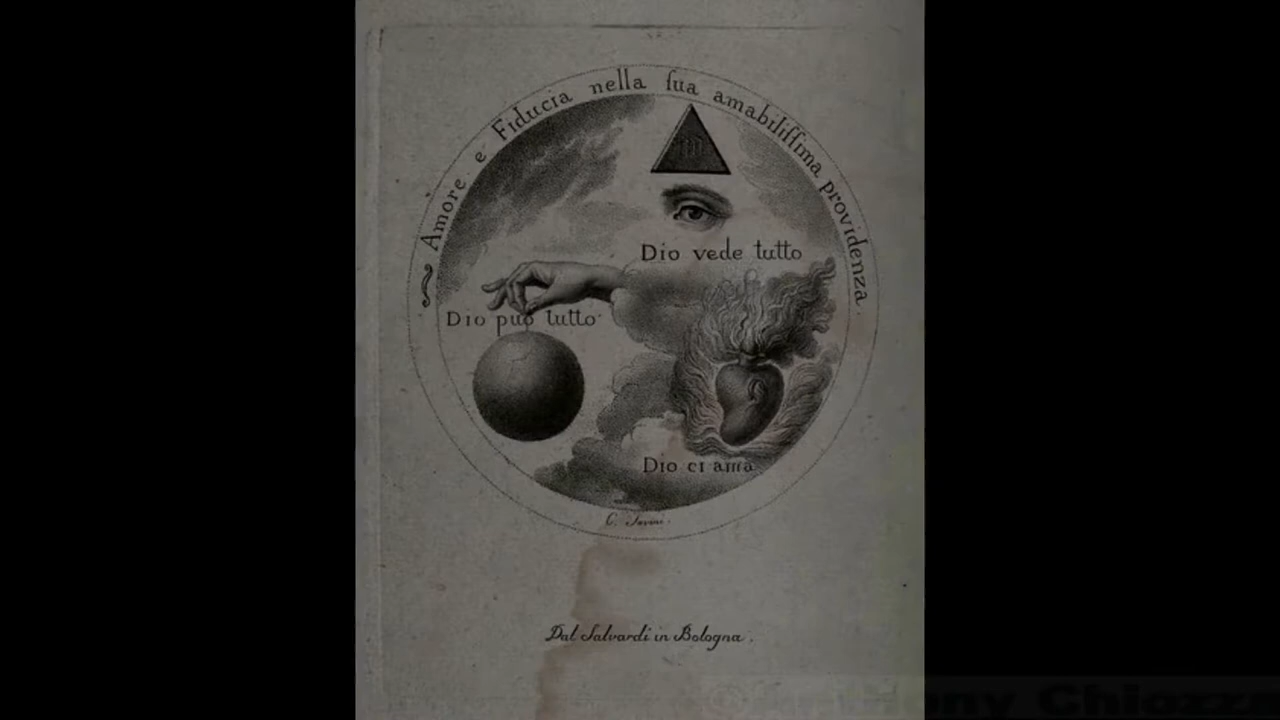 Amore e Fiducia nella ſua amabiliſſima providenza.
Dio vede tutto
Dio può tutto
Dio ci ama
Dal Salvardi in Bologna.
Chiozza